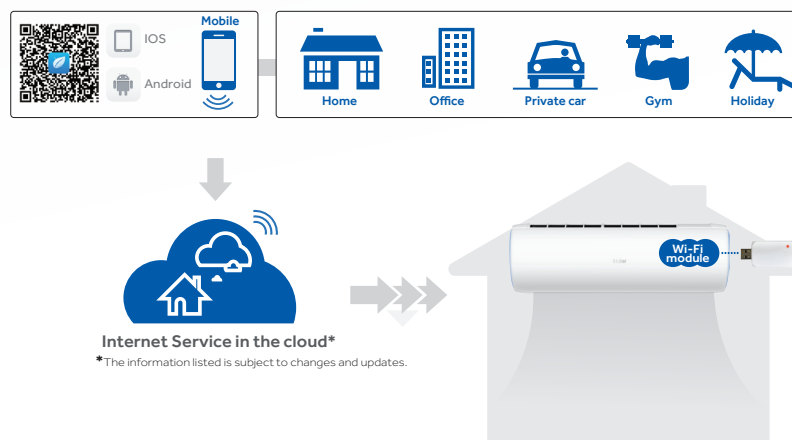 Mobile
IOS
Android
Home
Office
Private car
Gym
Holiday
Wi-Fi
module
Internet Service in the cloud*
*The information listed is subject to changes and updates.